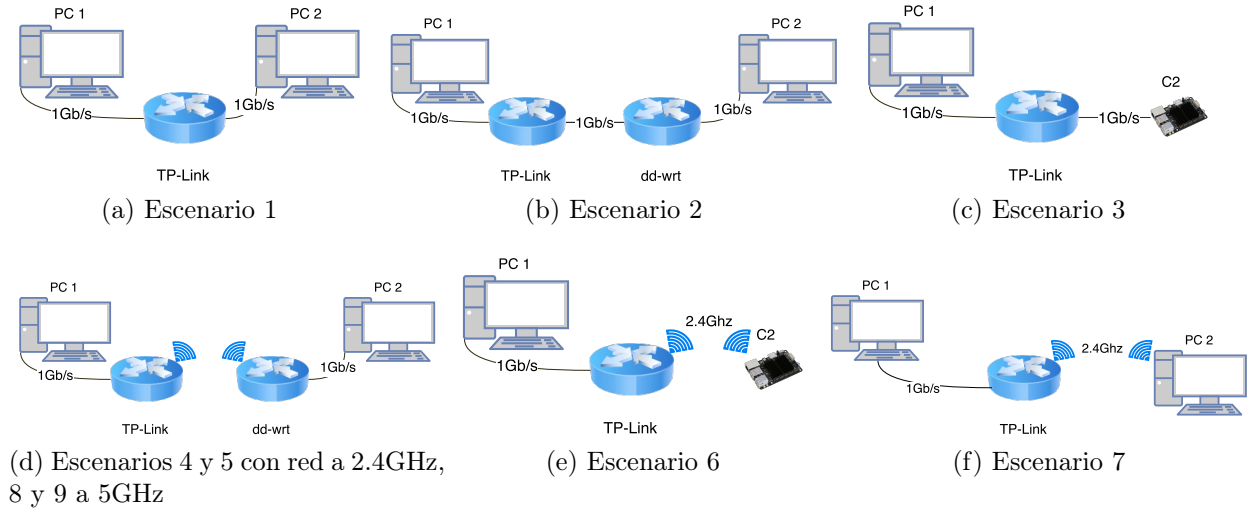 PC 1
PC 2
1Gb/s
1Gb/s
TP-Link
(a) Escenario 1
PC 1
PC 2
1Gb/s
1Gb/s
1Gb/s
TP-Link
dd-wrt
(b) Escenario 2
PC 1
C2
1Gb/s
1Gb/s
TP-Link
(c) Escenario 3
PC 1
PC 2
1Gb/s
1Gb/s
TP-Link
dd-wrt
(d) Escenarios 4 y 5 con red a 2.4GHz,
8 y 9 a 5GHz
PC 1
2.4Ghz
C2
1Gb/s
TP-Link
(e) Escenario 6
PC 1
2.4Ghz
PC 2
1Gb/s
TP-Link
(f) Escenario 7